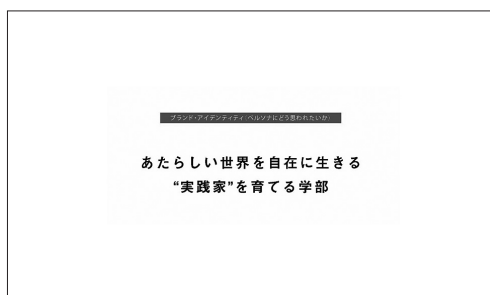 ブランド・アイデンティティ｜ペルソナにどう思われたいか｜
あたらしい世界を自在に生きる
“実践家”を育てる学部